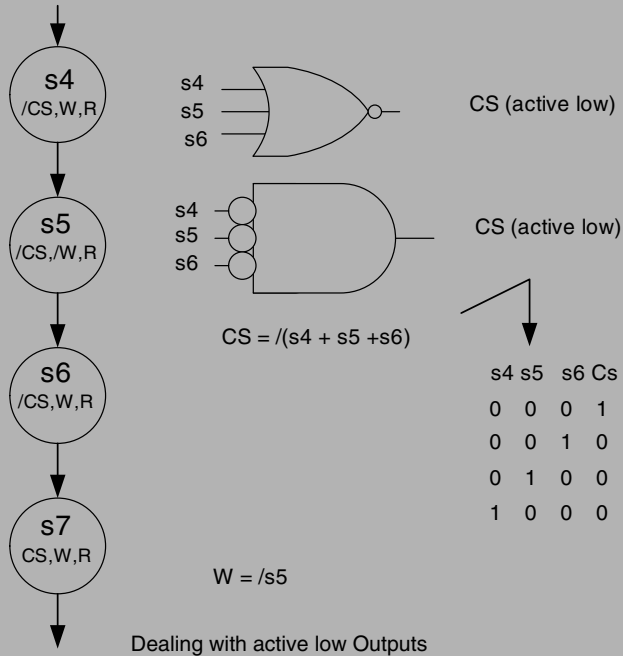 s4
/CS,W,R
s5
/CS,/W,R
s6
/CS,W,R
s7
CS,W,R
s4
s5
s6
CS (active low)
s4
s5
s6
CS (active low)
CS = /(s4 + s5 +s6)
s4 s5 s6 Cs
0 0 0 1
0 0 1 0
0 1 0 0
1 0 0 0
W = /s5
Dealing with active low Outputs